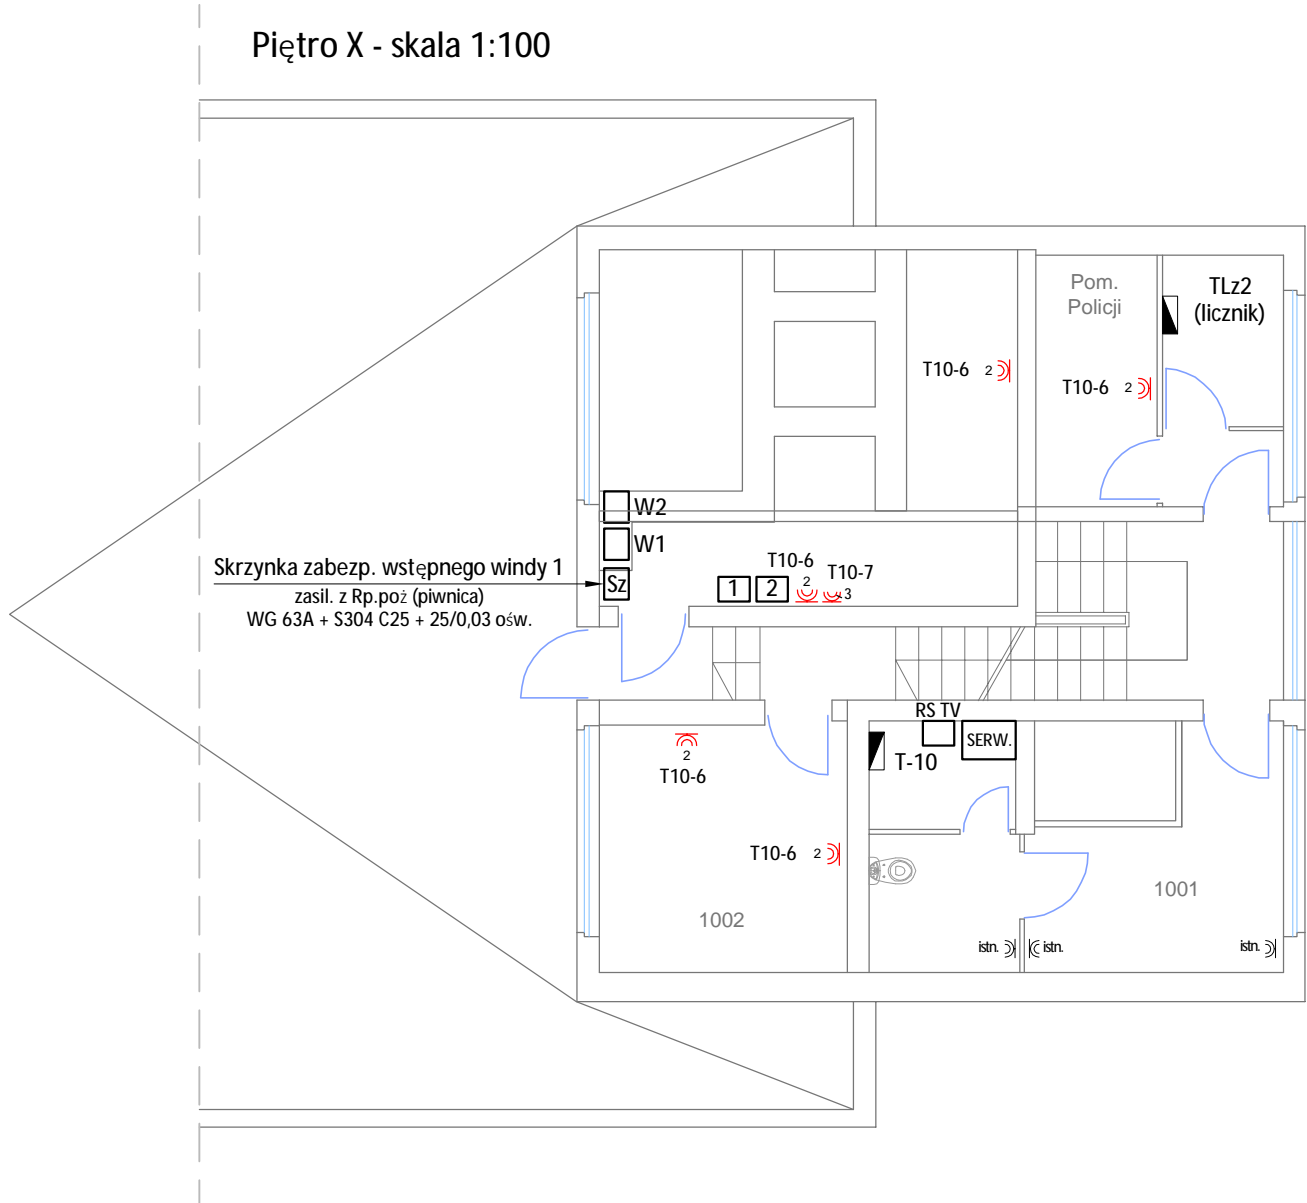 Piętro X - skala 1:100
Pom.
Policji
TLz2
(licznik)
T10-6 2
T10-6 2
W2
W1
Skrzynka zabezp. wstępnego windy 1
zasil. z Rp.poż (piwnica)
WG 63A + S304 C25 + 25/0,03 ośw.
Sz
1
2
T10-6
2
T10-7
3
RS TV
SERW.
T-10
2
T10-6
T10-6 2
1002
1001
istn.
istn.
istn.